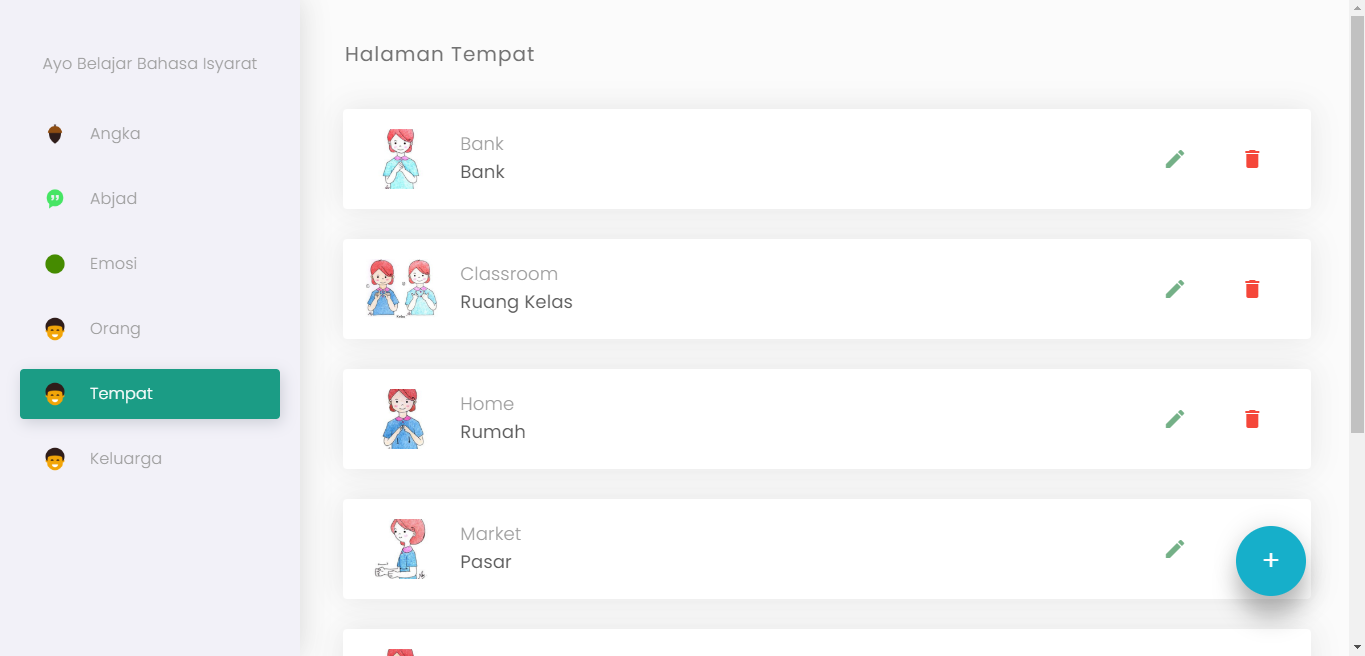 Ayo Belajar Bahasa Isyarat
Angka
Abjad
Emosi
Orang
Tempat
Keluarga
Halaman Tempat
Bank
Bank
Classroom
Ruang Kelas
Home
Rumah
Market
Pasar
+